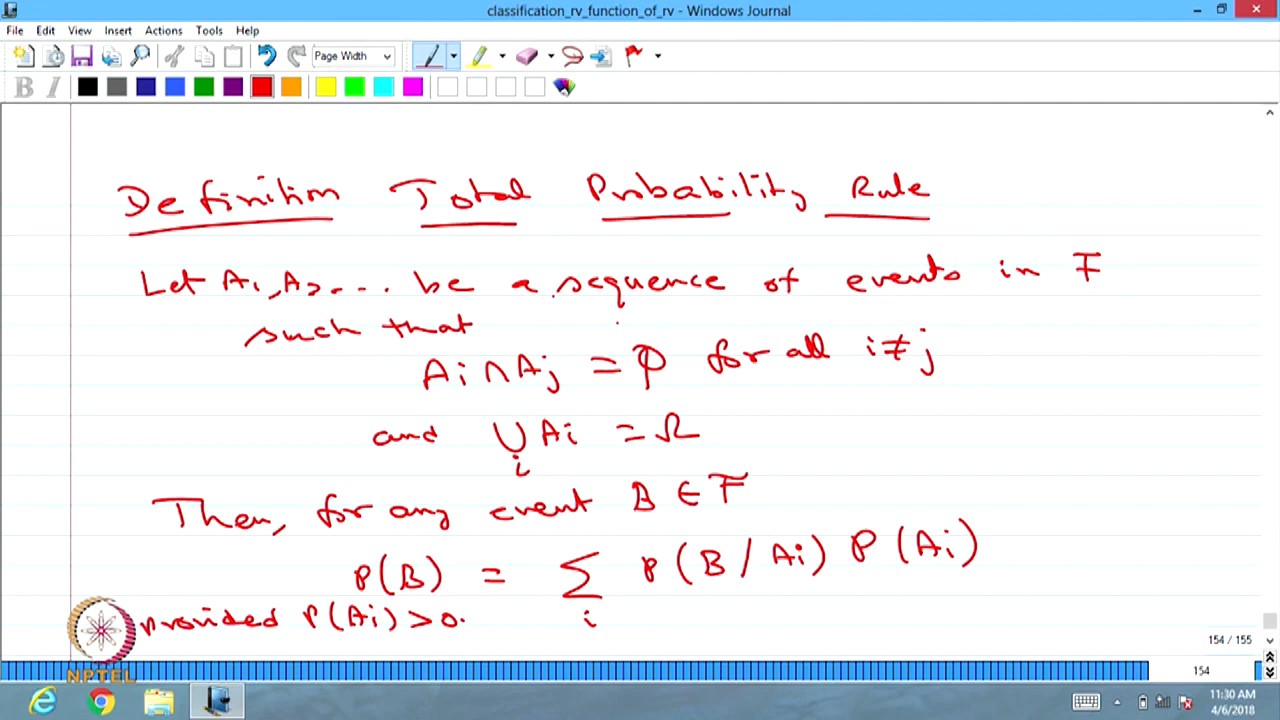 classification_rv_function_of_rv - Windows Journal
File Edit View Insert Actions Tools Help
Page Width
B I
Definition Total Probability Rule
Let A1, A2, ... be a sequence of events in F
such that
Ai ∩ Aj = φ for all i ≠ j
and ∪ Ai = Ω
i
Then, for any event B ∈ F
P(B) = Σ P(B / Ai) P(Ai)
i
provided P(Ai) > 0.
NPTEL
154 / 155
154
11:30 AM
4/6/2018